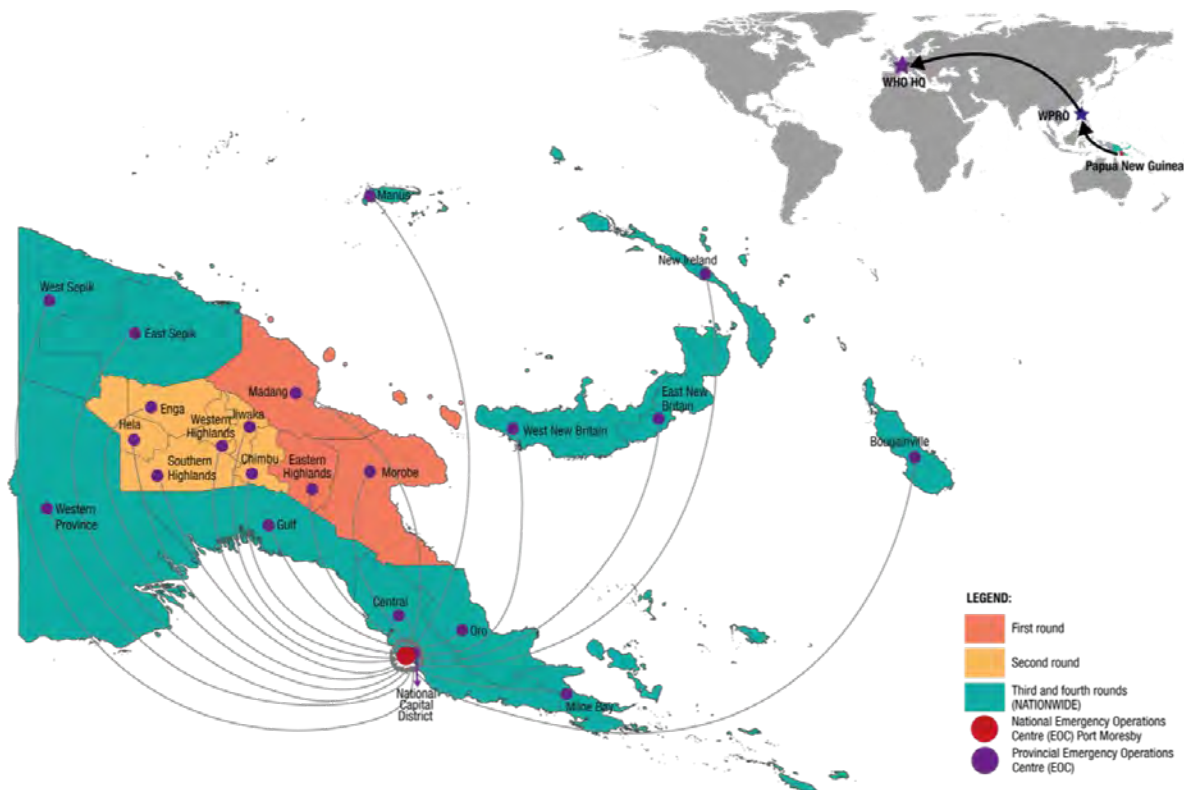 WHO HQ
WPRO
Papua New Guinea
Manus
New Ireland
West Sepik
East Sepik
Madang
Enga
Jiwaka
Hela
Western
Highlands
Southern
Highlands
Chimbu
Eastern
Highlands
Morobe
West New Britain
East New
Britain
Bougainville
Western
Province
Gulf
Central
Oro
National
Capital
District
Milne Bay
LEGEND:
First round
Second round
Third and fourth rounds
(NATIONWIDE)
National Emergency Operations
Centre (EOC) Port Moresby
Provincial Emergency Operations
Centre (EOC)